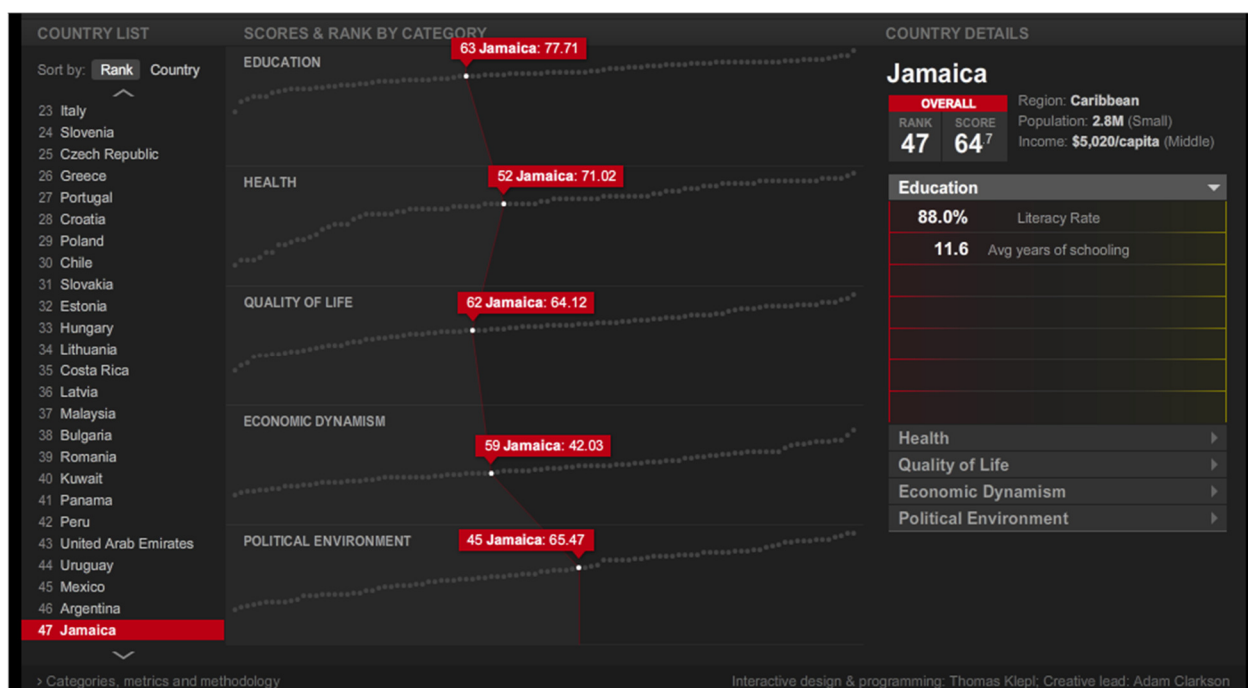 COUNTRY LIST
Sort by: Rank Country
23 Italy
24 Slovenia
25 Czech Republic
26 Greece
27 Portugal
28 Croatia
29 Poland
30 Chile
31 Slovakia
32 Estonia
33 Hungary
34 Lithuania
35 Costa Rica
36 Latvia
37 Malaysia
38 Bulgaria
39 Romania
40 Kuwait
41 Panama
42 Peru
43 United Arab Emirates
44 Uruguay
45 Mexico
46 Argentina
47 Jamaica
› Categories, metrics and methodology
SCORES & RANK BY CATEGORY
EDUCATION
63 Jamaica: 77.71
HEALTH
52 Jamaica: 71.02
QUALITY OF LIFE
62 Jamaica: 64.12
ECONOMIC DYNAMISM
59 Jamaica: 42.03
POLITICAL ENVIRONMENT
45 Jamaica: 65.47
COUNTRY DETAILS
Jamaica
OVERALL
RANK SCORE
47 64.7
Region: Caribbean
Population: 2.8M (Small)
Income: $5,020/capita (Middle)
Education
88.0% Literacy Rate
11.6 Avg years of schooling
Health
Quality of Life
Economic Dynamism
Political Environment
Interactive design & programming: Thomas Klepl; Creative lead: Adam Clarkson